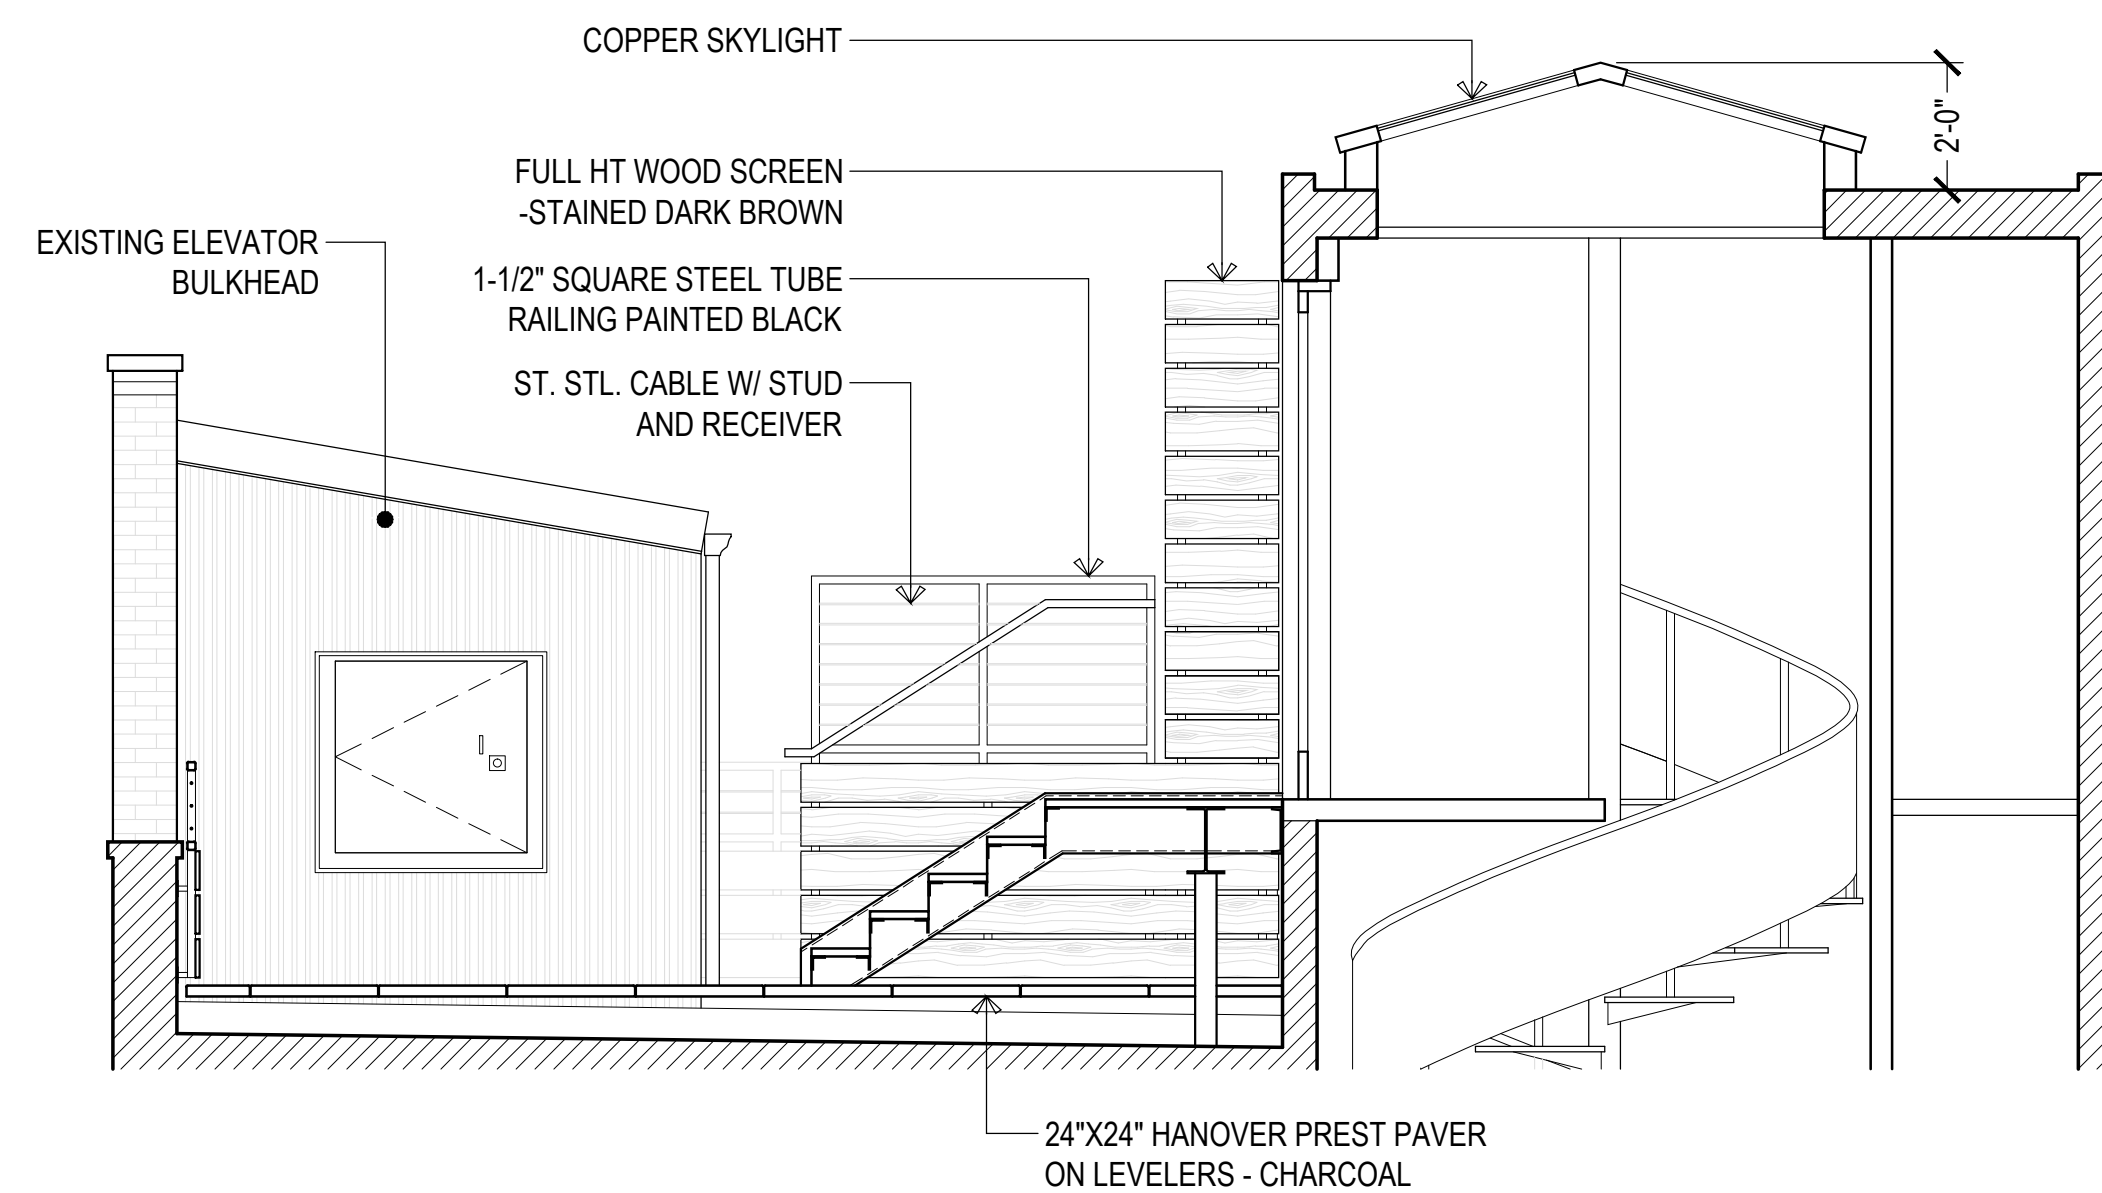 COPPER SKYLIGHT
2'-0"
FULL HT WOOD SCREEN
-STAINED DARK BROWN
EXISTING ELEVATOR
BULKHEAD
1-1/2" SQUARE STEEL TUBE
RAILING PAINTED BLACK
ST. STL. CABLE W/ STUD
AND RECEIVER
24"X24" HANOVER PREST PAVER
ON LEVELERS - CHARCOAL